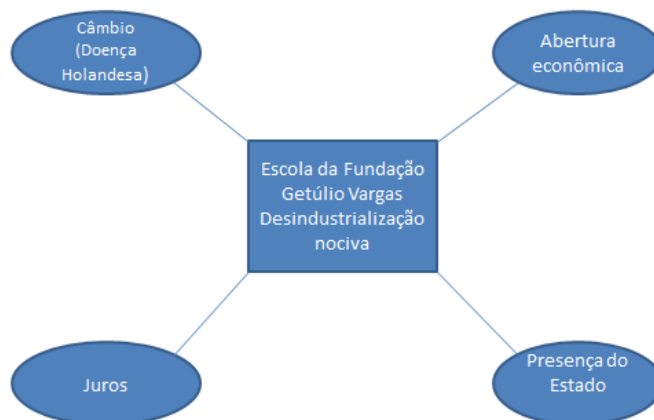 Câmbio
(Doença
Holandesa)
Abertura
econômica
Escola da Fundação
Getúlio Vargas
Desindustrialização
nociva
Juros
Presença do
Estado